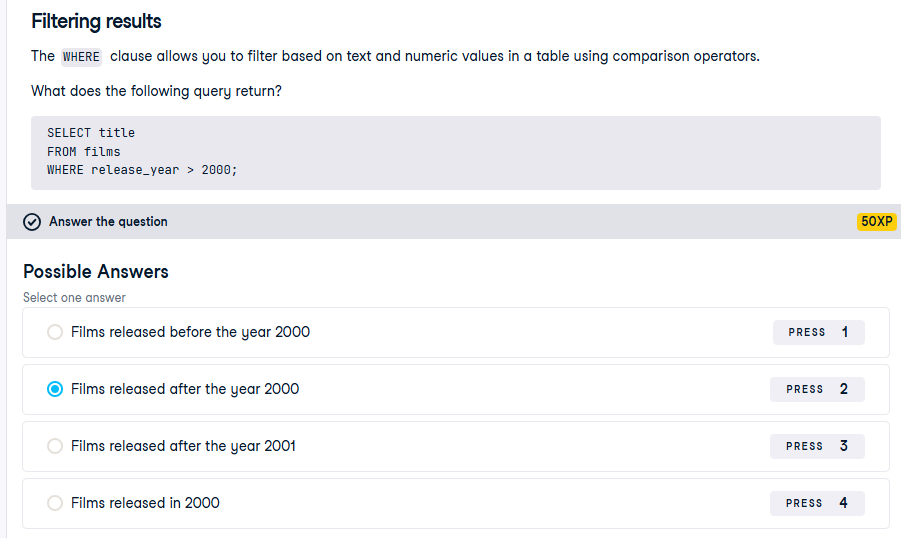 Filtering results
The WHERE clause allows you to filter based on text and numeric values in a table using comparison operators.
What does the following query return?
SELECT title
FROM films
WHERE release_year > 2000;
Answer the question 50XP
Possible Answers
Select one answer
Films released before the year 2000 PRESS 1
Films released after the year 2000 PRESS 2
Films released after the year 2001 PRESS 3
Films released in 2000 PRESS 4